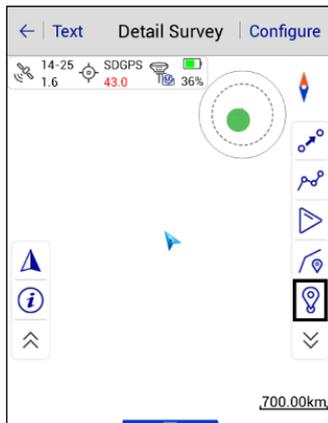 Text Detail Survey Configure
14-25 SDGPS
1.6 43.0 36%
i
700.00km